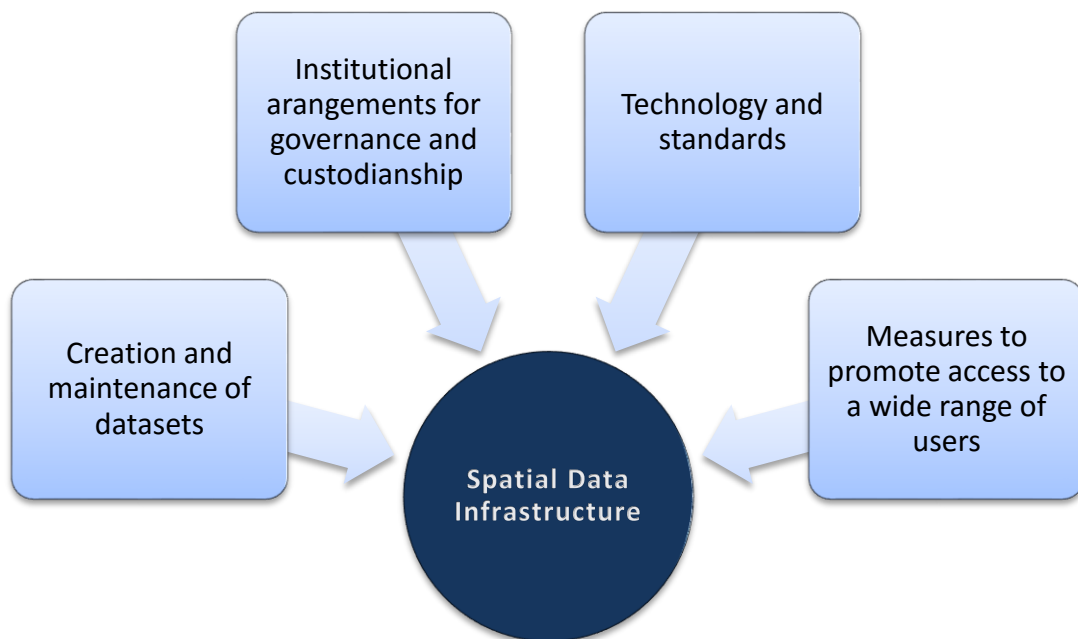 Institutional
arangements for
governance and
custodianship
Technology and
standards
Creation and
maintenance of
datasets
Measures to
promote access to
a wide range of
users
Spatial Data
Infrastructure